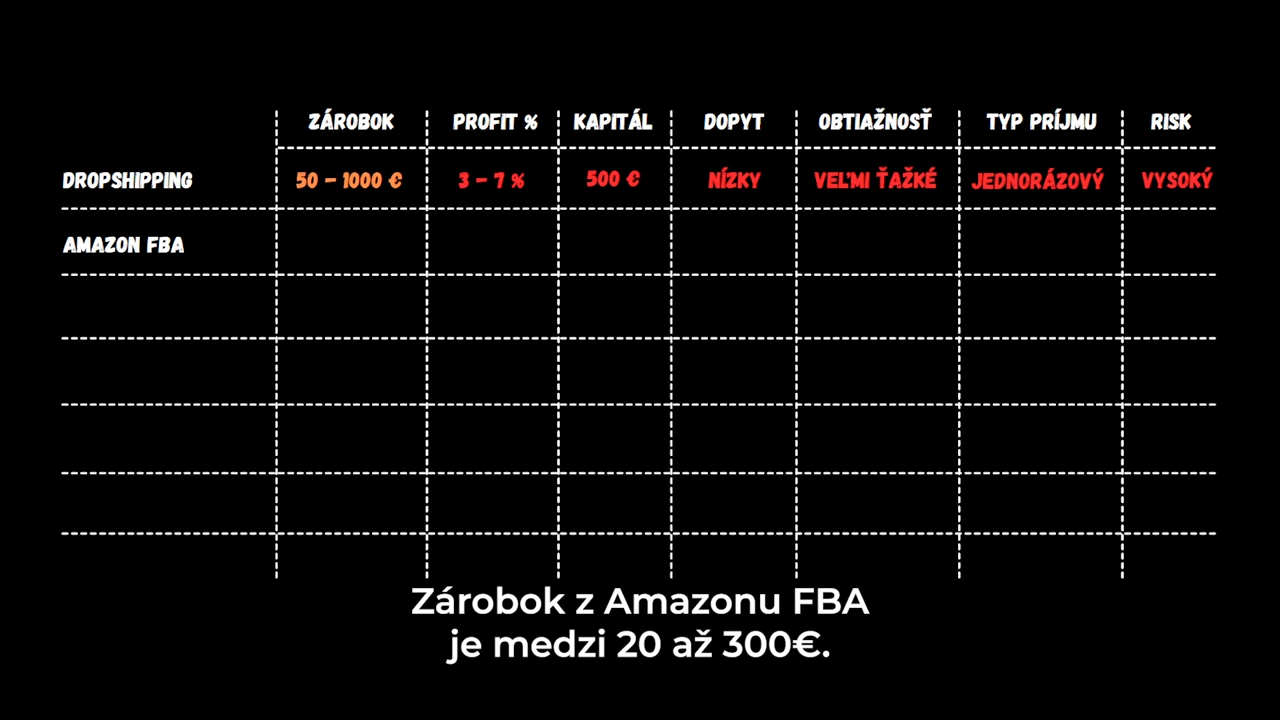 ZÁROBOK PROFIT % KAPITÁL DOPYT OBTIAŽNOSŤ TYP PRÍJMU RISK
DROPSHIPPING 50 – 1000 € 3 – 7 % 500 € NÍZKY VEĽMI ŤAŽKÉ JEDNORÁZOVÝ VYSOKÝ
AMAZON FBA
Zárobok z Amazonu FBA
je medzi 20 až 300€.